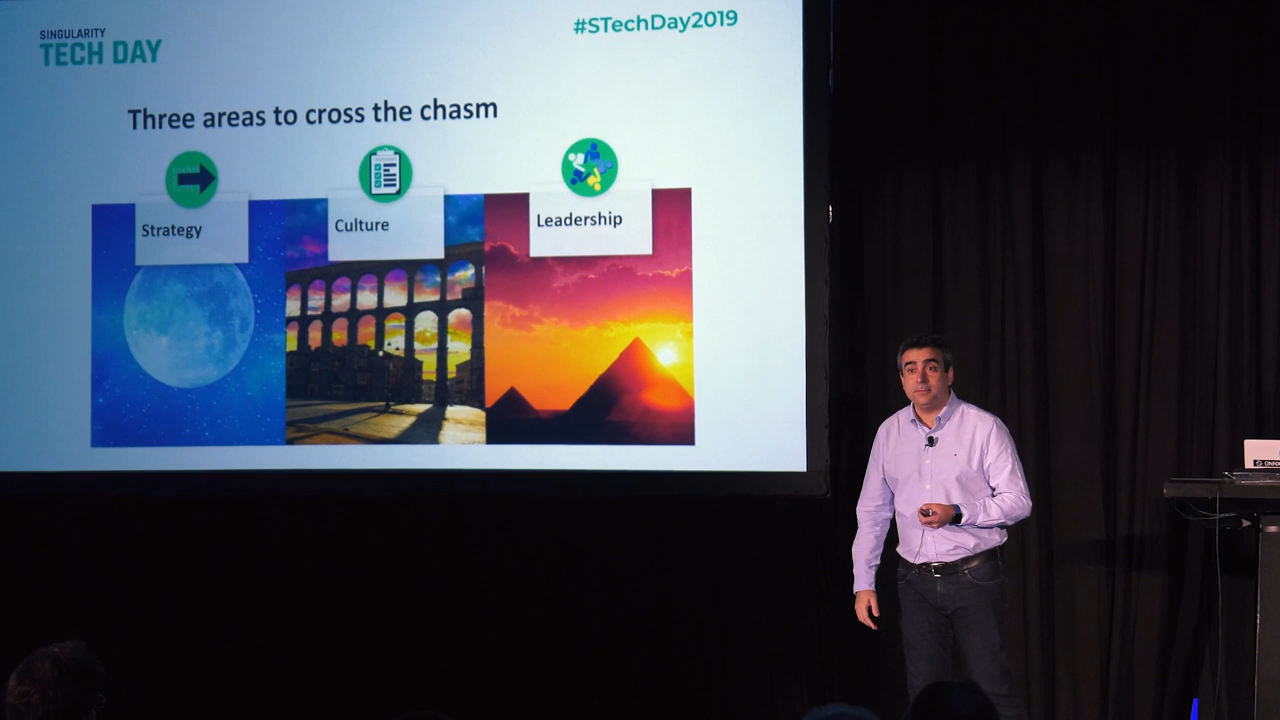 SINGULARITY
TECH DAY
#STechDay2019
Three areas to cross the chasm
Strategy
Culture
Leadership